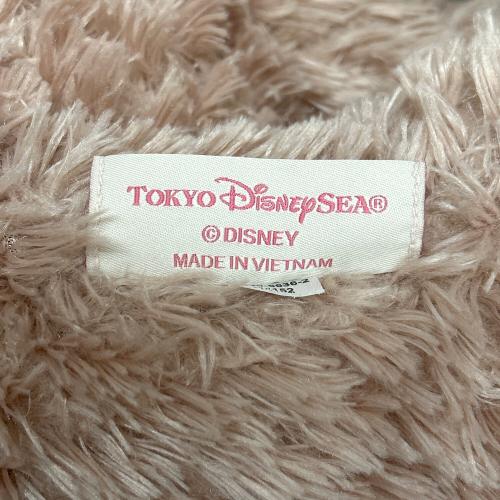 TOKYO DisneySEA®
© DISNEY
MADE IN VIETNAM